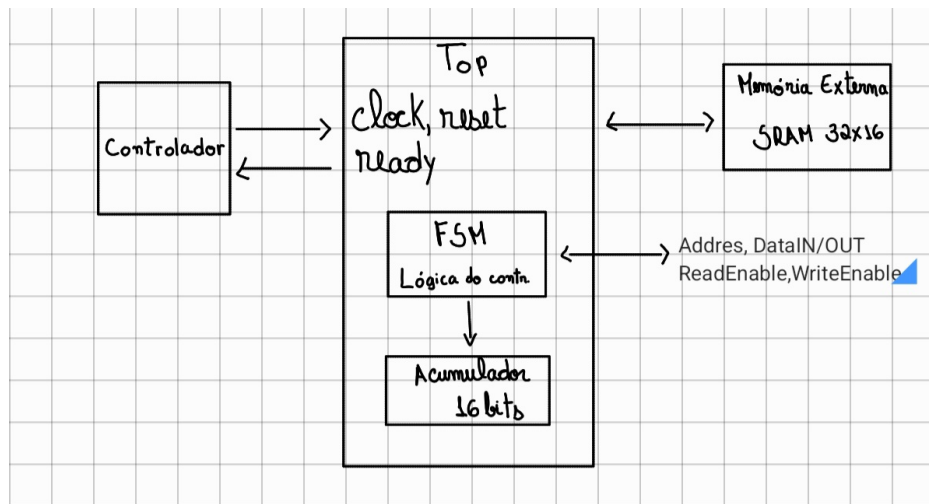 Top
clock, reset
ready
Controlador
Memória Externa
SRAM 32x16
FSM
Lógica do contr.
Addres, DataIN/OUT
ReadEnable,WriteEnable
Acumulador
16 bits